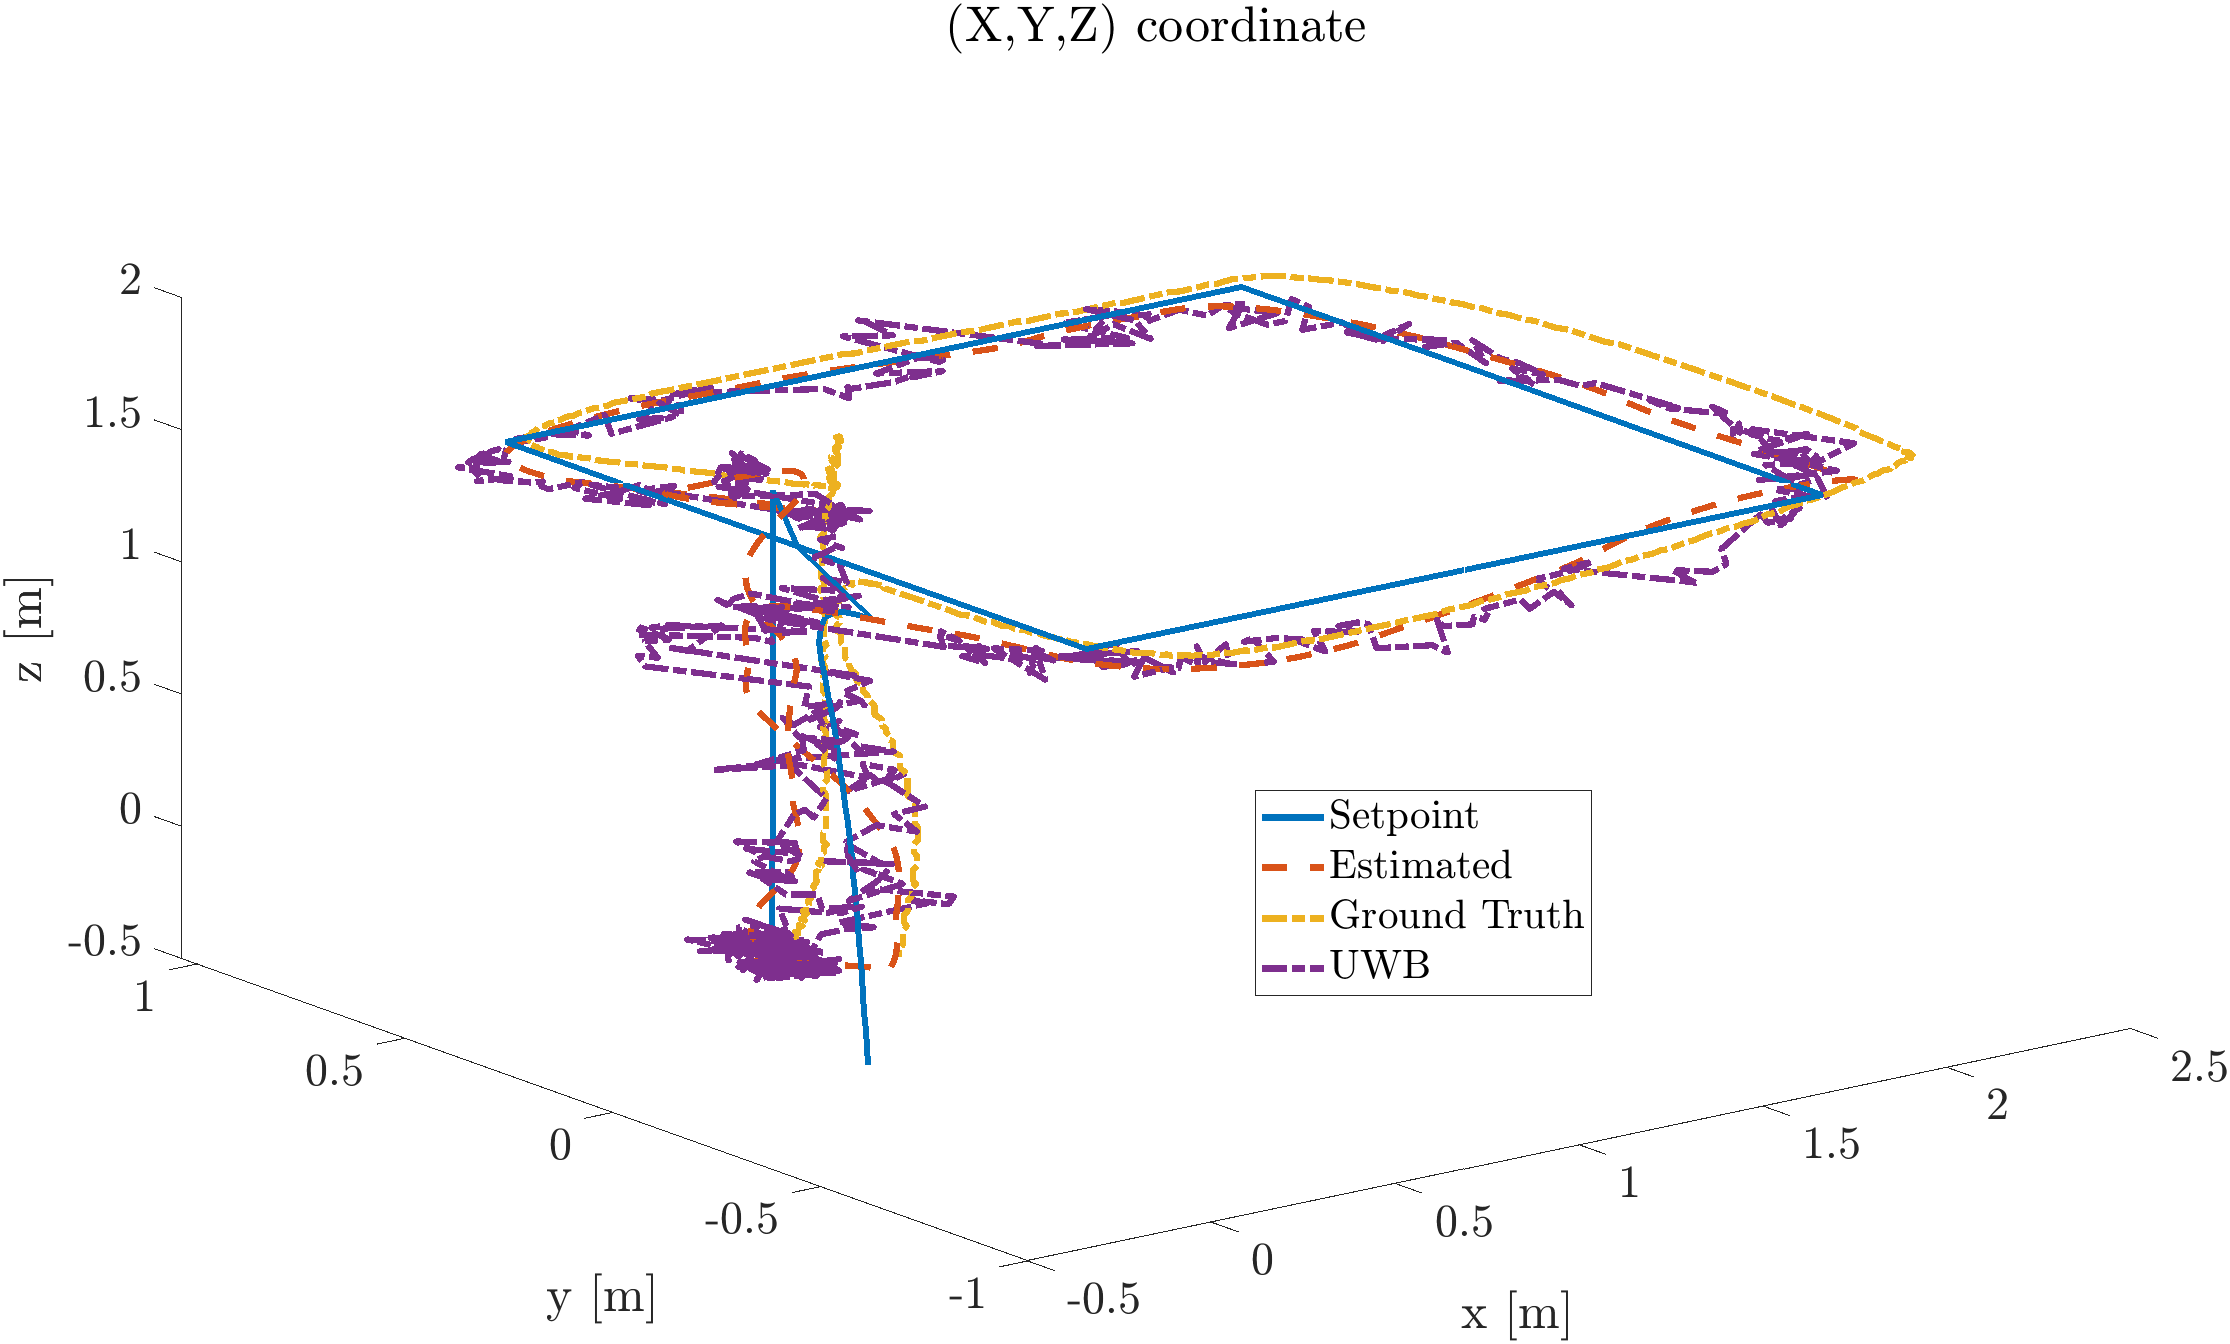 (X,Y,Z) coordinate
2
1.5
1
0.5
0
-0.5
z [m]
1
0.5
0
-0.5
-1
y [m]
-0.5
0
0.5
1
1.5
2
2.5
x [m]
Setpoint
Estimated
Ground Truth
UWB